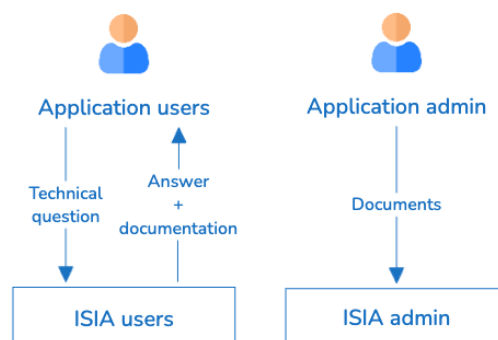 Application users
Application admin
Technical
question
Answer
+
documentation
Documents
ISIA users
ISIA admin